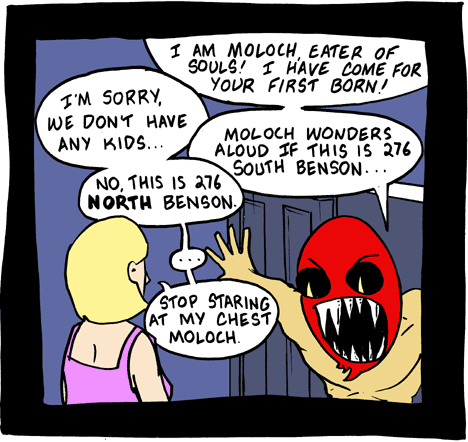 I AM MOLOCH, EATER OF
SOULS! I HAVE COME FOR
YOUR FIRST BORN!
I'M SORRY,
WE DON'T HAVE
ANY KIDS...
MOLOCH WONDERS
ALOUD IF THIS IS 276
SOUTH BENSON...
NO, THIS IS 276
NORTH BENSON.
...
STOP STARING
AT MY CHEST
MOLOCH.